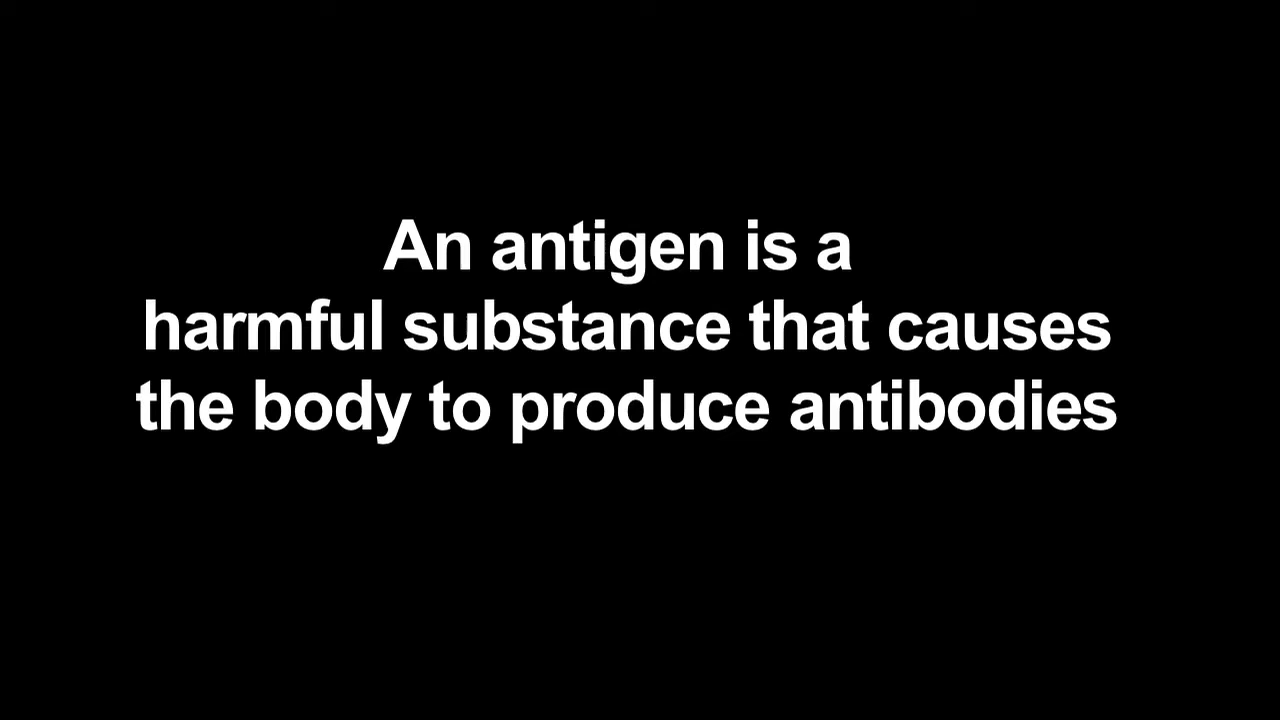 An antigen is a
harmful substance that causes
the body to produce antibodies